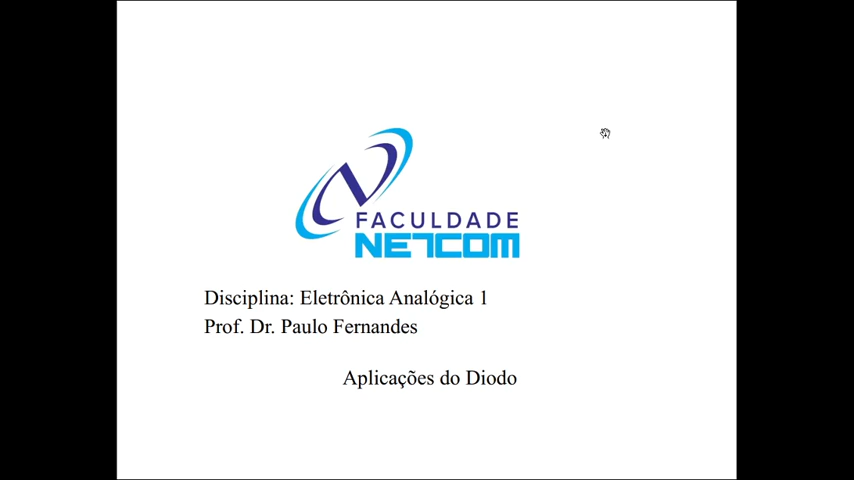 FACULDADE
NETCOM
Disciplina: Eletrônica Analógica 1
Prof. Dr. Paulo Fernandes
Aplicações do Diodo